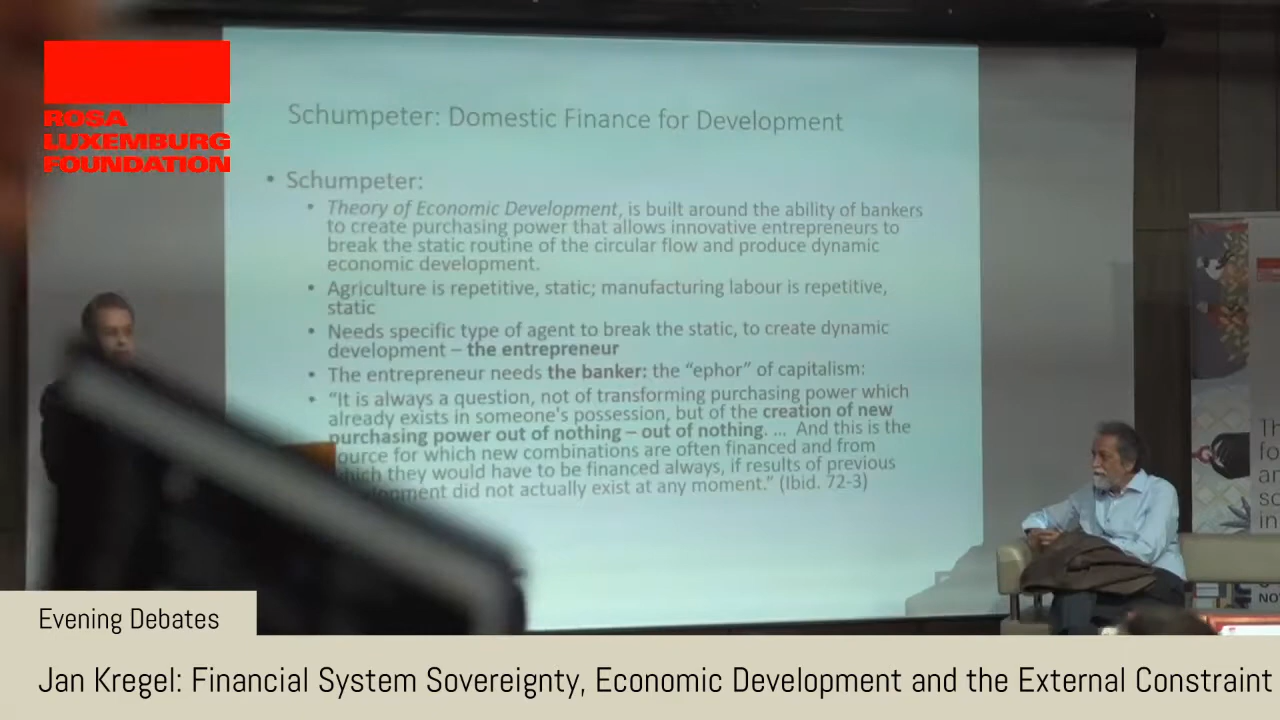 ROSA
LUXEMBURG
FOUNDATION
Schumpeter: Domestic Finance for Development
• Schumpeter:
• Theory of Economic Development, is built around the ability of bankers
to create purchasing power that allows innovative entrepreneurs to
break the static routine of the circular flow and produce dynamic
economic development.
• Agriculture is repetitive, static; manufacturing labour is repetitive,
static
• Needs specific type of agent to break the static, to create dynamic
development – the entrepreneur
• The entrepreneur needs the banker: the “ephor” of capitalism:
• “It is always a question, not of transforming purchasing power which
already exists in someone's possession, but of the creation of new
purchasing power out of nothing – out of nothing. ... And this is the
ource for which new combinations are often financed and from
they would have to be financed always, if results of previous
did not actually exist at any moment.” (Ibid. 72-3)
Evening Debates
Jan Kregel: Financial System Sovereignty, Economic Development and the External Constraint